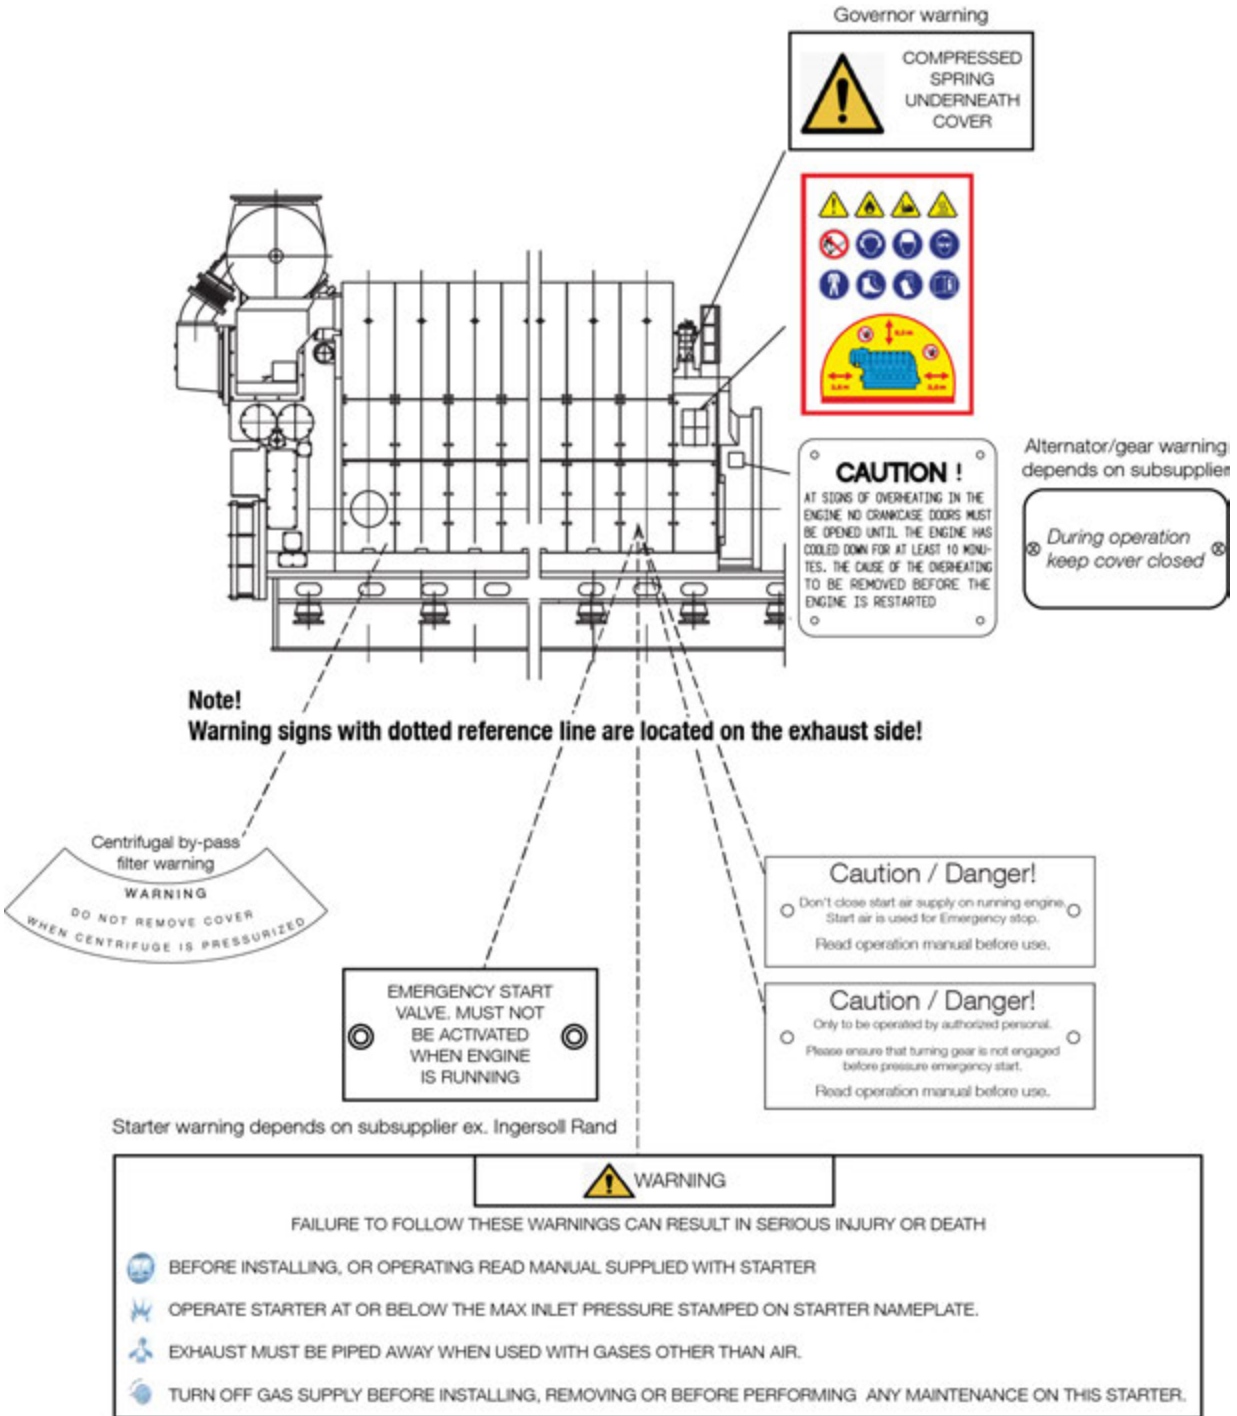 Governor warning
COMPRESSED
SPRING
UNDERNEATH
COVER
CAUTION !
AT SIGNS OF OVERHEATING IN THE
ENGINE NO CRANKCASE DOORS MUST
BE OPENED UNTIL THE ENGINE HAS
COOLED DOWN FOR AT LEAST 10 MINU-
TES. THE CAUSE OF THE OVERHEATING
TO BE REMOVED BEFORE THE
ENGINE IS RESTARTED
Alternator/gear warning
depends on subsupplier
During operation
keep cover closed
Note!
Warning signs with dotted reference line are located on the exhaust side!
Centrifugal by-pass
filter warning
WARNING
DO NOT REMOVE COVER
WHEN CENTRIFUGE IS PRESSURIZED
EMERGENCY START
VALVE. MUST NOT
BE ACTIVATED
WHEN ENGINE
IS RUNNING
Caution / Danger!
Don't close start air supply on running engine.
Start air is used for Emergency stop.
Read operation manual before use.
Caution / Danger!
Only to be operated by authorized personal.
Please ensure that turning gear is not engaged
before pressure emergency start.
Read operation manual before use.
Starter warning depends on subsupplier ex. Ingersoll Rand
WARNING
FAILURE TO FOLLOW THESE WARNINGS CAN RESULT IN SERIOUS INJURY OR DEATH
BEFORE INSTALLING, OR OPERATING READ MANUAL SUPPLIED WITH STARTER
OPERATE STARTER AT OR BELOW THE MAX INLET PRESSURE STAMPED ON STARTER NAMEPLATE.
EXHAUST MUST BE PIPED AWAY WHEN USED WITH GASES OTHER THAN AIR.
TURN OFF GAS SUPPLY BEFORE INSTALLING, REMOVING OR BEFORE PERFORMING ANY MAINTENANCE ON THIS STARTER.